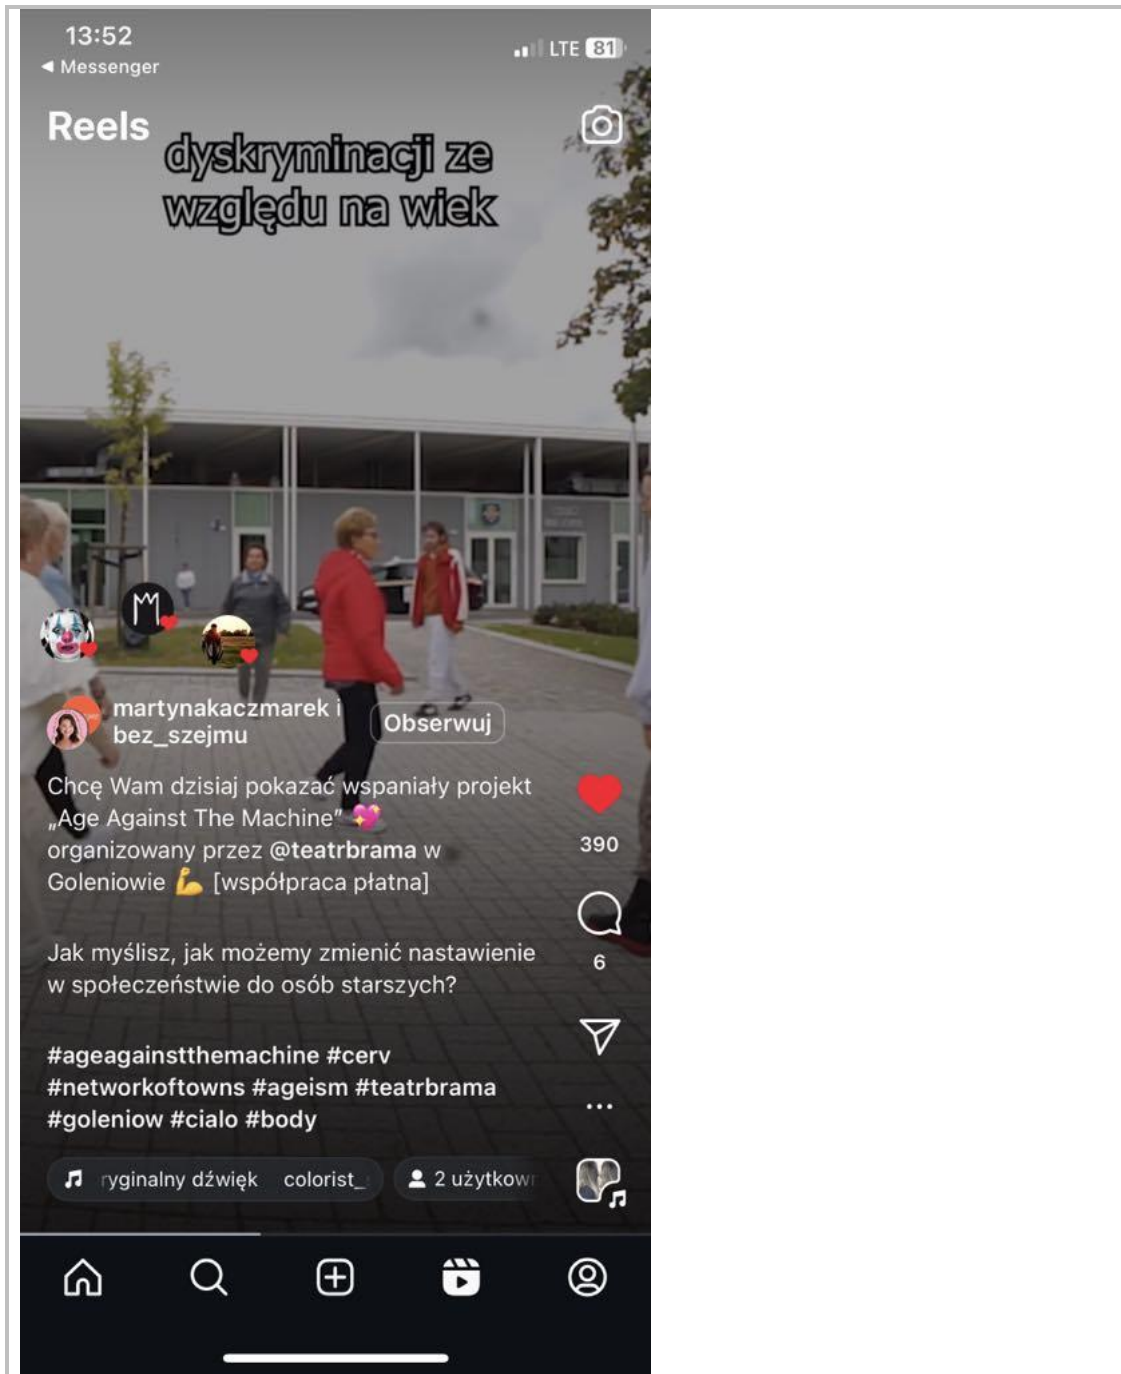 13:52
LTE 81
◀ Messenger
Reels
dyskryminacji ze
względu na wiek
martynakaczmarek i
bez_szejmu
Obserwuj
Chcę Wam dzisiaj pokazać wspaniały projekt
„Age Against The Machine” 💖
organizowany przez @teatrbrama w
Goleniowie 💪 [współpraca płatna]
390
Jak myślisz, jak możemy zmienić nastawienie
w społeczeństwie do osób starszych?
6
#ageagainstthemachine #cerv
#networkoftowns #ageism #teatrbrama
#goleniow #cialo #body
ryginalny dźwięk colorist_
2 użytkown